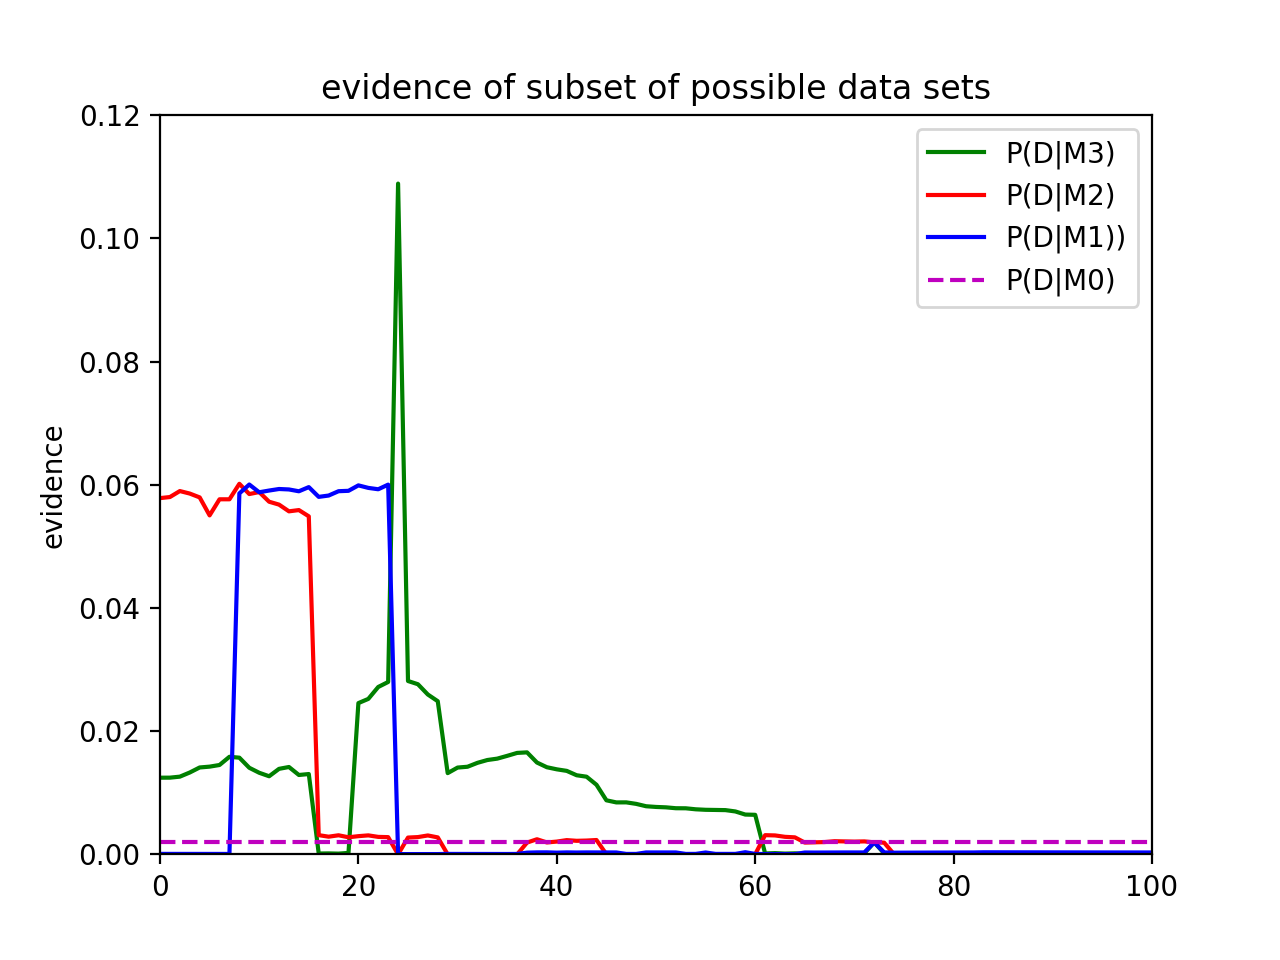 evidence of subset of possible data sets
0.12
0.10
0.08
0.06
0.04
0.02
0.00
evidence
0 20 40 60 80 100
P(D|M3)
P(D|M2)
P(D|M1))
P(D|M0)